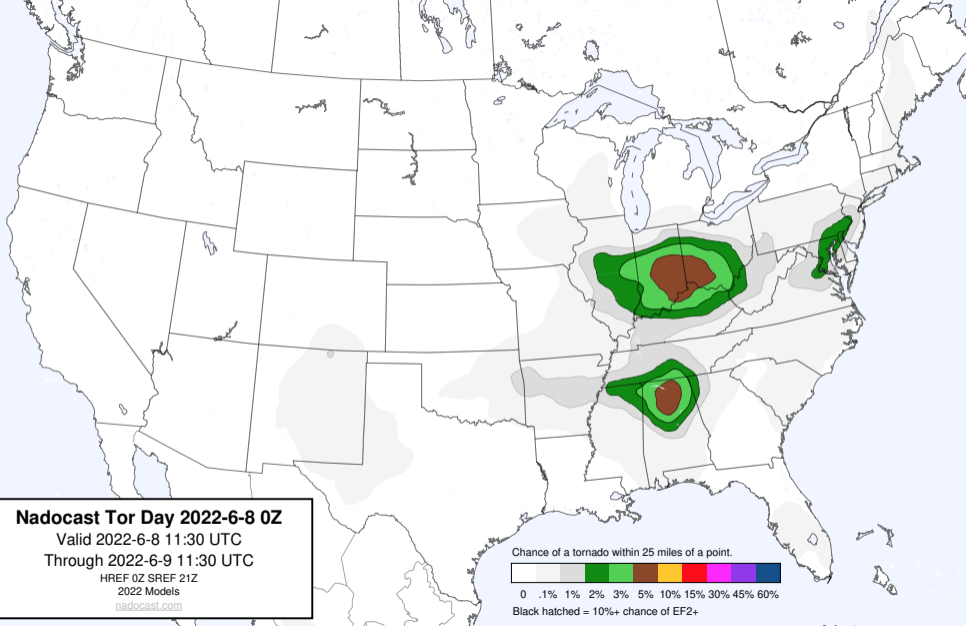 Nadocast Tor Day 2022-6-8 0Z
Valid 2022-6-8 11:30 UTC
Through 2022-6-9 11:30 UTC
HREF 0Z SREF 21Z
2022 Models
nadocast.com
Chance of a tornado within 25 miles of a point.
0 .1% 1% 2% 3% 5% 10% 15% 30% 45% 60%
Black hatched = 10%+ chance of EF2+